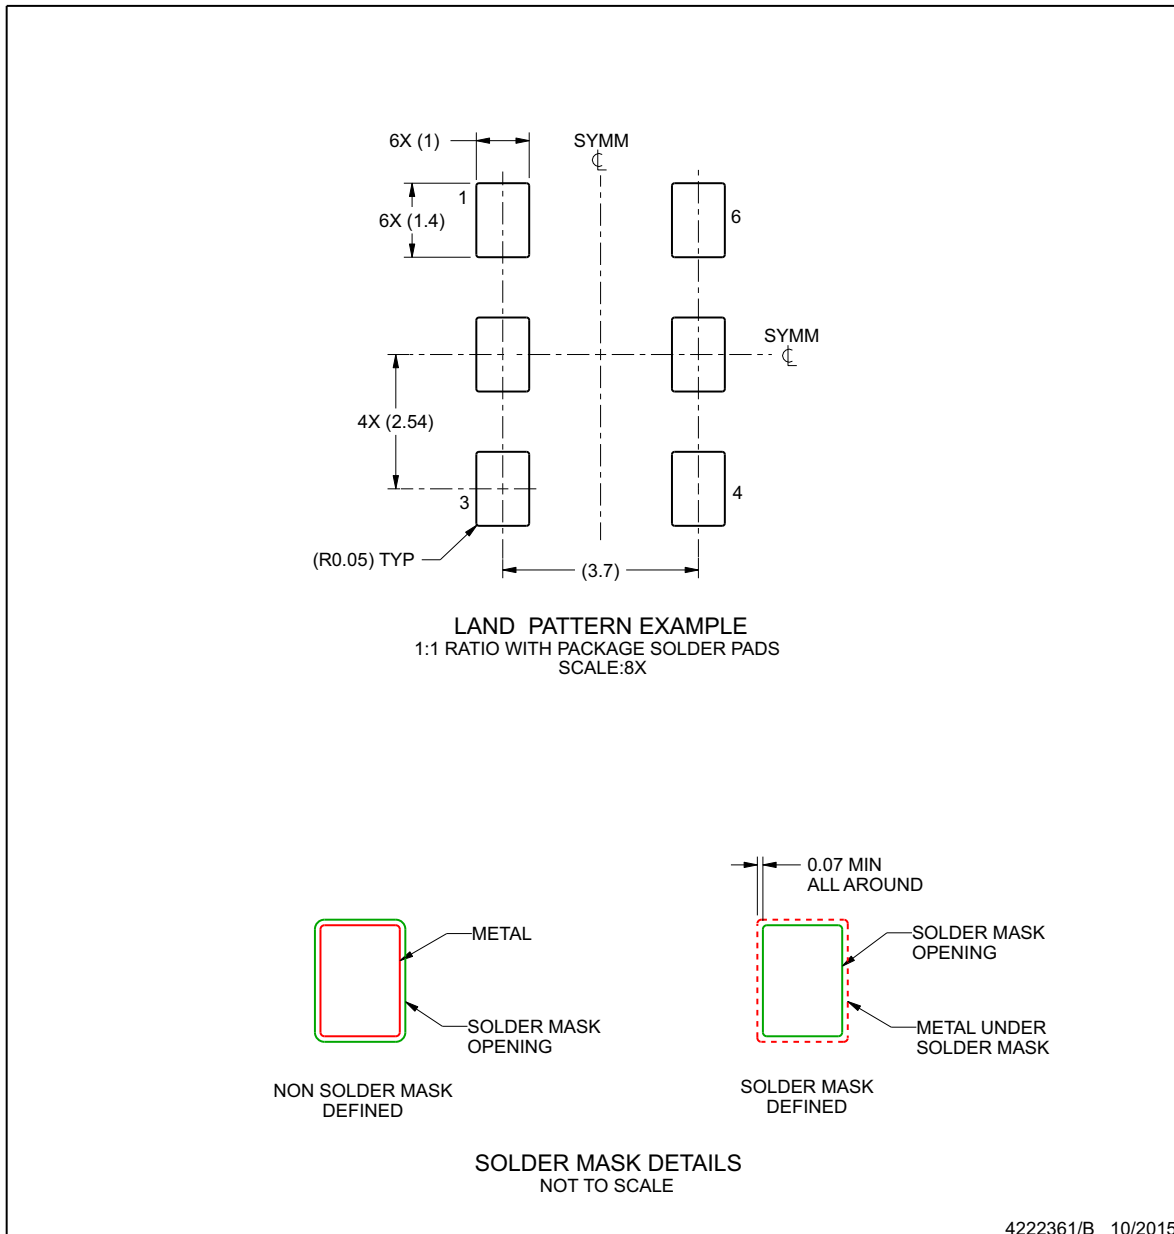 6X (1)
SYMM
1
6X (1.4)
6
SYMM
4X (2.54)
3
4
(R0.05) TYP
(3.7)
LAND PATTERN EXAMPLE
1:1 RATIO WITH PACKAGE SOLDER PADS
SCALE:8X
0.07 MIN
ALL AROUND
METAL
SOLDER MASK
OPENING
SOLDER MASK
OPENING
METAL UNDER
SOLDER MASK
NON SOLDER MASK
DEFINED
SOLDER MASK
DEFINED
SOLDER MASK DETAILS
NOT TO SCALE
4222361/B 10/2015